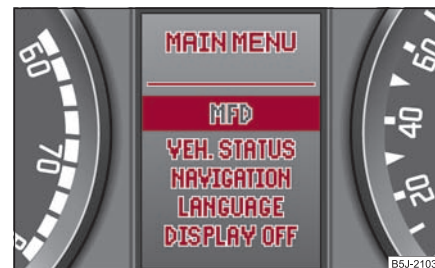 MAIN MENU
MFD
VEH. STATUS
NAVIGATION
LANGUAGE
DISPLAY OFF
60
70
60
40
20
B5J-2103